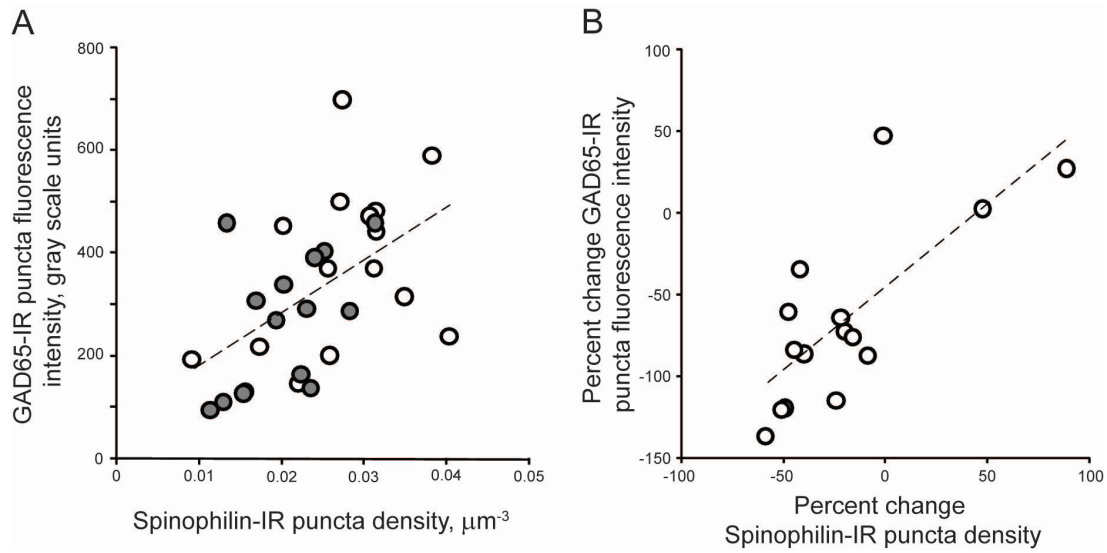 A
GAD65-IR puncta fluorescence
intensity, gray scale units
800
600
400
200
0
0
0.01
0.02
0.03
0.04
0.05
Spinophilin-IR puncta density, μm-3
B
Percent change GAD65-IR
puncta fluorescence intensity
100
50
0
-50
-100
-150
-100
-50
0
50
100
Percent change
Spinophilin-IR puncta density